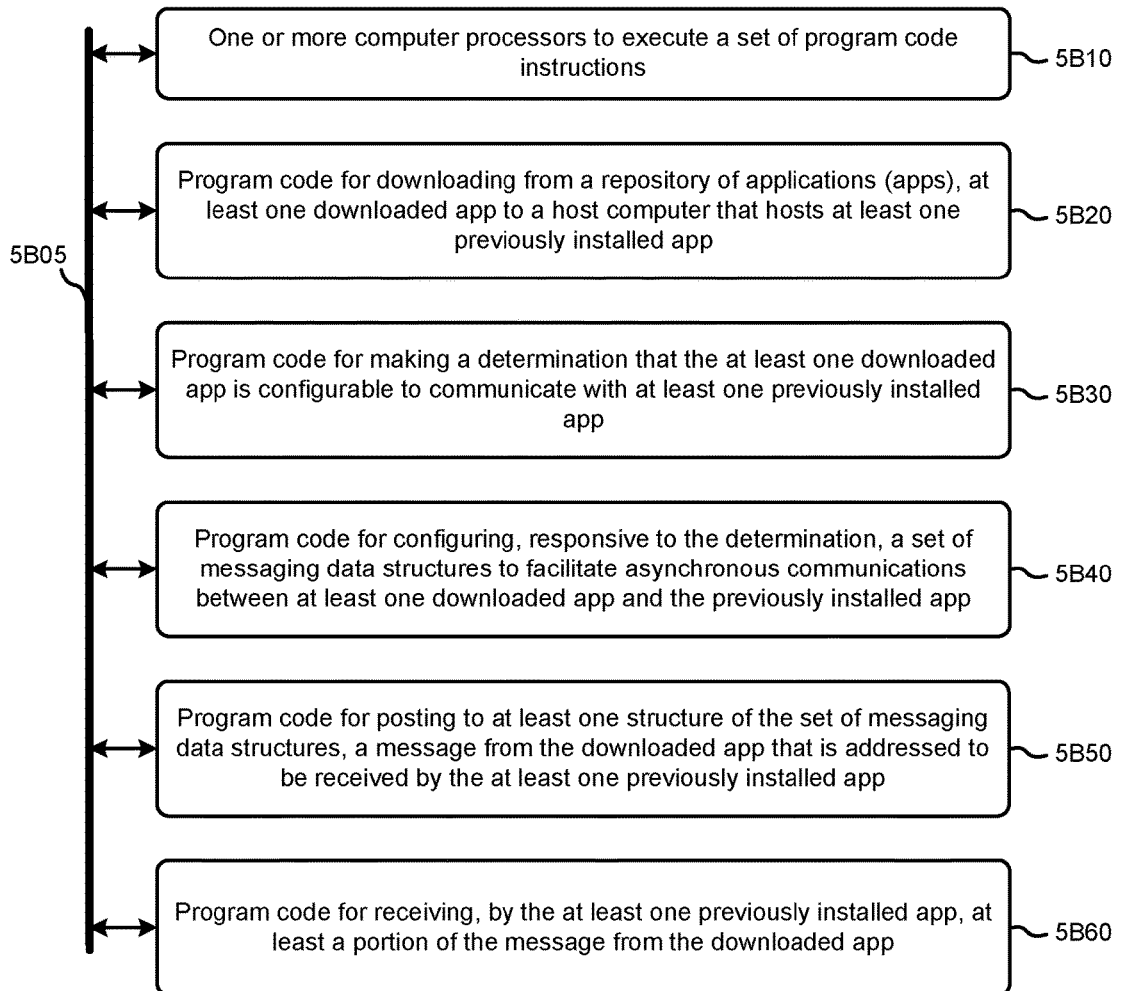 One or more computer processors to execute a set of program code
instructions
5B10
Program code for downloading from a repository of applications (apps), at
least one downloaded app to a host computer that hosts at least one
previously installed app
5B20
5B05
Program code for making a determination that the at least one downloaded
app is configurable to communicate with at least one previously installed
app
5B30
Program code for configuring, responsive to the determination, a set of
messaging data structures to facilitate asynchronous communications
between at least one downloaded app and the previously installed app
5B40
Program code for posting to at least one structure of the set of messaging
data structures, a message from the downloaded app that is addressed to
be received by the at least one previously installed app
5B50
Program code for receiving, by the at least one previously installed app, at
least a portion of the message from the downloaded app
5B60